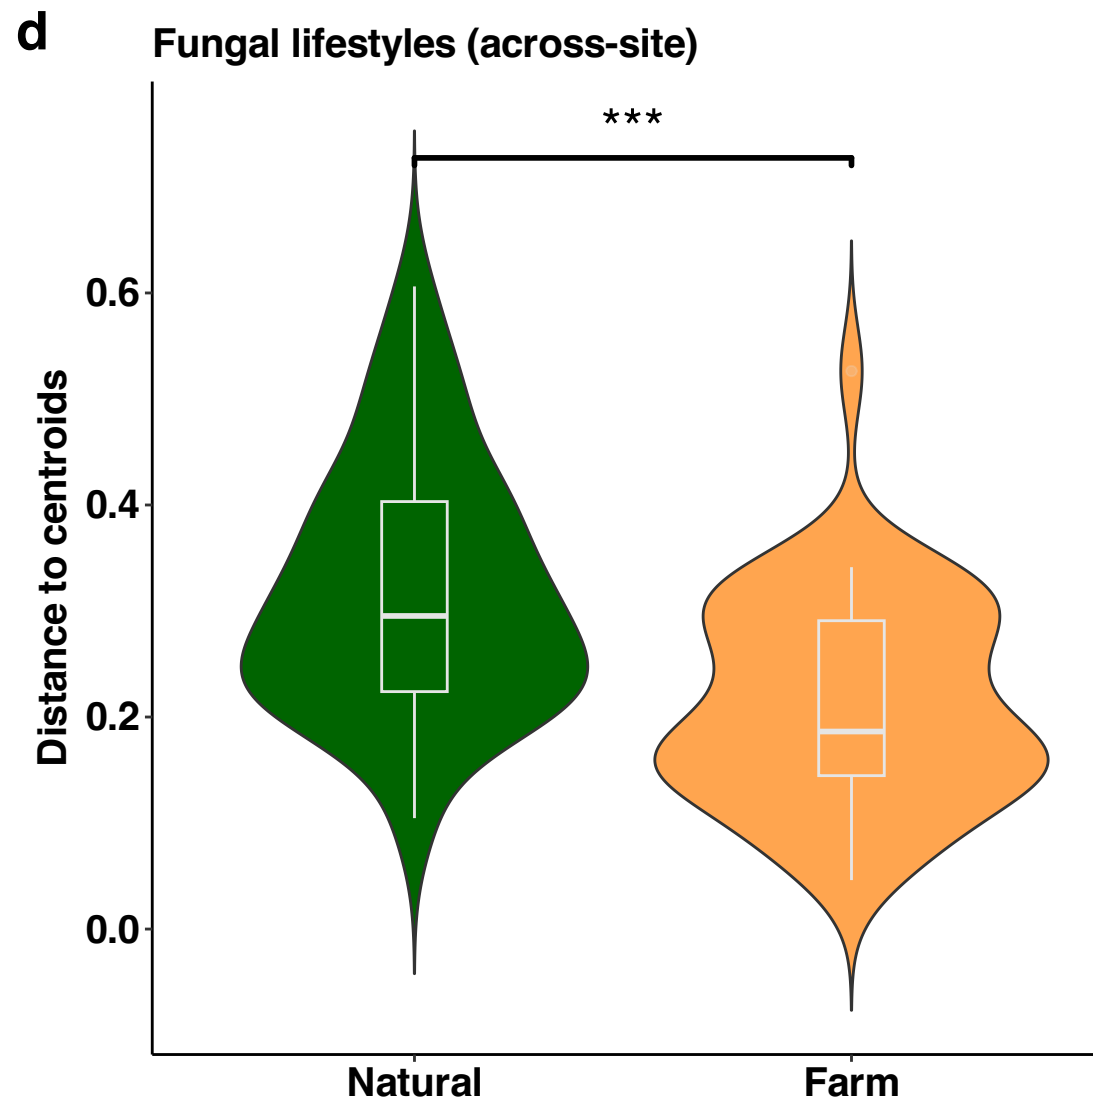 d
Fungal lifestyles (across-site)
***
0.6
0.4
0.2
0.0
Distance to centroids
Natural
Farm